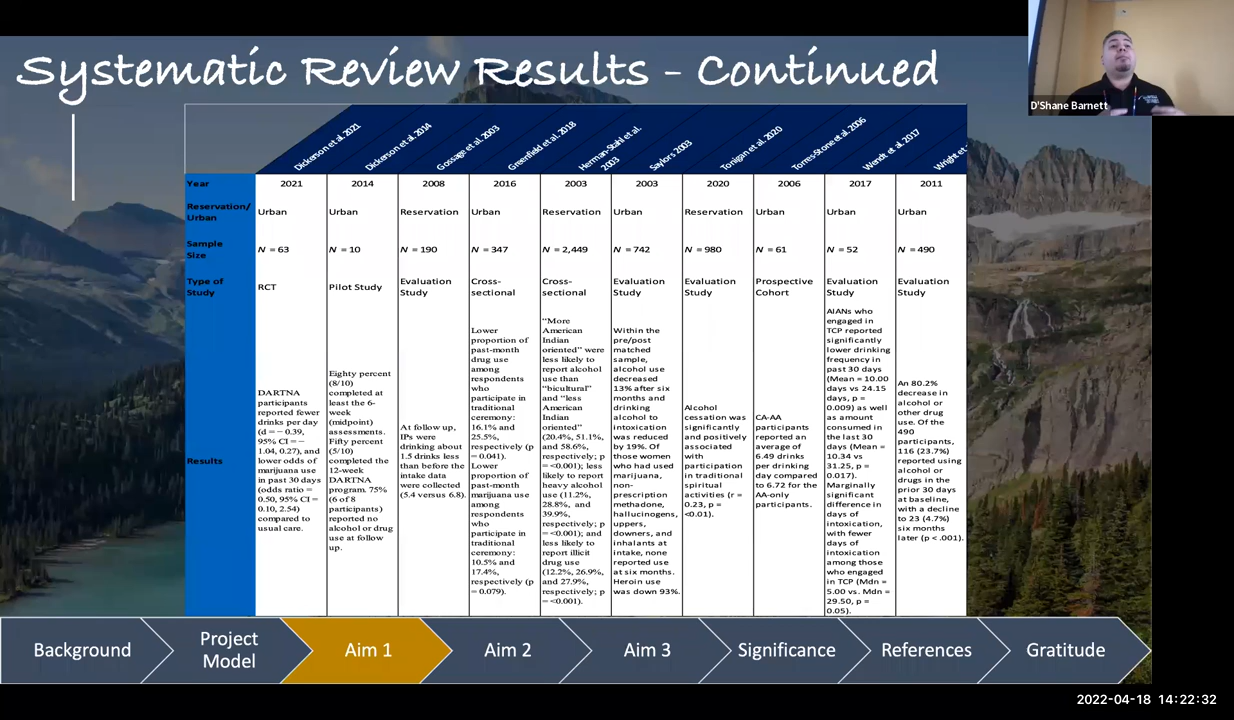 Systematic Review Results - Continued
D'Shane Barnett
Dickerson et al. 2021
Dickerson et al. 2014
Gossage et al. 2003
Greenfield et al. 2018
Herman-Stahl et al. 2003
Saylors 2003
Tonigan et al. 2020
Torres-Stone et al. 2006
Wendt et al. 2017
Wright et
Year
2021
2014
2008
2016
2003
2003
2020
2006
2017
2011
Reservation/
Urban
Urban
Urban
Reservation
Urban
Reservation
Urban
Reservation
Urban
Urban
Urban
Sample
Size
N = 63
N = 10
N = 190
N = 347
N = 2,449
N = 742
N = 980
N = 61
N = 52
N = 490
Type of
Study
RCT
Pilot Study
Evaluation
Study
Cross-
sectional
Cross-
sectional
Evaluation
Study
Evaluation
Study
Prospective
Cohort
Evaluation
Study
Evaluation
Study
Results
DARTNA
participants
reported fewer
drinks per day
(d = − 0.39,
95% CI = −
1.04, 0.27), and
lower odds of
marijuana use
in past 30 days
(odds ratio =
0.50, 95% CI =
0.10, 2.54)
compared to
usual care.
Eighty percent
(8/10)
completed at
least the 6-
week
(midpoint)
assessments.
Fifty percent
(5/10)
completed the
12-week
DARTNA
program. 75%
(6 of 8
participants)
reported no
alcohol or drug
use at follow
up.
At follow up,
IPs were
drinking about
1.5 drinks less
than before the
intake data
were collected
(5.4 versus 6.8).
Lower
proportion of
past-month
drug use
among
respondents
who
participate in
traditional
ceremony:
16.1% and
25.5%,
respectively (p
= 0.041).
Lower
proportion of
past-month
marijuana use
among
respondents
who
participate in
traditional
ceremony:
10.5% and
17.4%,
respectively (p
= 0.079).
“More
American
Indian
oriented” were
less likely to
report alcohol
use than
“bicultural”
and “less
American
Indian
oriented”
(20.4%, 51.1%,
and 58.6%,
respectively; p
= <0.001); less
likely to report
heavy alcohol
use (11.2%,
28.8%, and
39.9%,
respectively; p
= <0.001); and
less likely to
report illicit
drug use
(12.2%, 26.9%,
and 27.9%,
respectively; p
= <0.001).
Within the
pre/post
matched
sample,
alcohol use
decreased
13% after six
months and
drinking
alcohol to
intoxication
was reduced
by 19%. Of
those women
who had used
marijuana,
non-
prescription
methadone,
hallucinogens,
uppers,
downers, and
inhalants at
intake, none
reported use
at six months.
Heroin use
was down 93%.
Alcohol
cessation was
significantly
and positively
associated
with
participation
in traditional
spiritual
activities (r =
0.23, p =
<0.01).
CA-AA
participants
reported an
average of
6.49 drinks
per drinking
day compared
to 6.72 for the
AA-only
participants.
AIANs who
engaged in
TCP reported
significantly
lower drinking
frequency in
past 30 days
(Mean = 10.00
days vs 24.15
days, p =
0.009) as well
as amount
consumed in
the last 30
days (Mean =
10.34 vs
31.25, p =
0.017).
Marginally
significant
difference in
days of
intoxication,
with fewer
days of
intoxication
among those
who engaged
in TCP (Mdn =
5.00 vs. Mdn =
29.50, p =
0.05).
An 80.2%
decrease in
alcohol or
other drug
use. Of the
490
participants,
116 (23.7%)
reported using
alcohol or
drugs in the
prior 30 days
at baseline,
with a decline
to 23 (4.7%)
six months
later (p < .001).
Background
Project
Model
Aim 1
Aim 2
Aim 3
Significance
References
Gratitude
2022-04-18 14:22:32